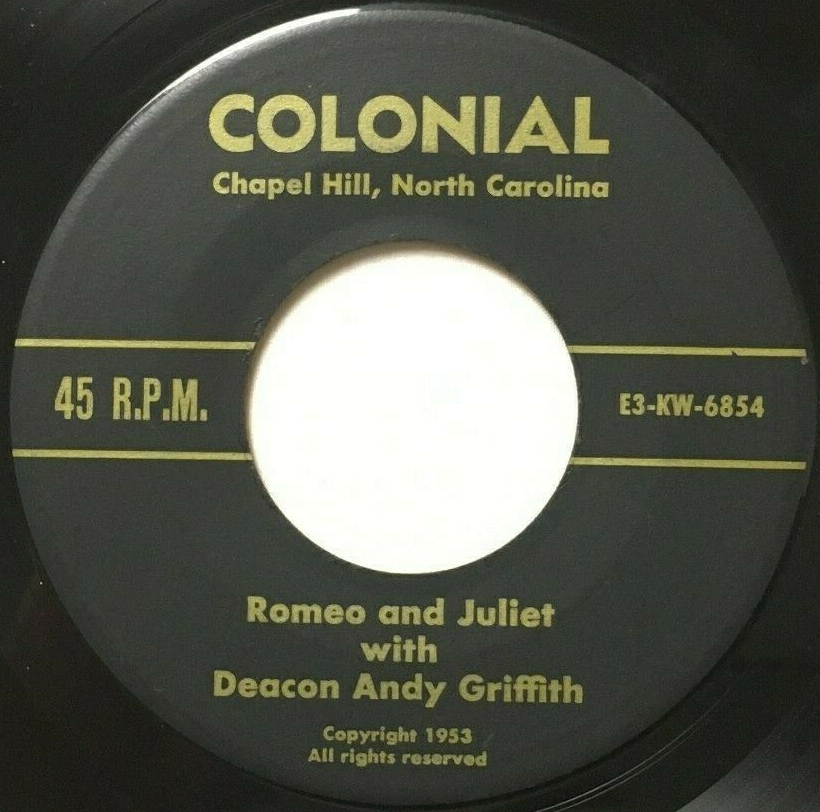 COLONIAL
Chapel Hill, North Carolina
45 R.P.M.
E3-KW-6854
Romeo and Juliet
with
Deacon Andy Griffith
Copyright 1953
All rights reserved